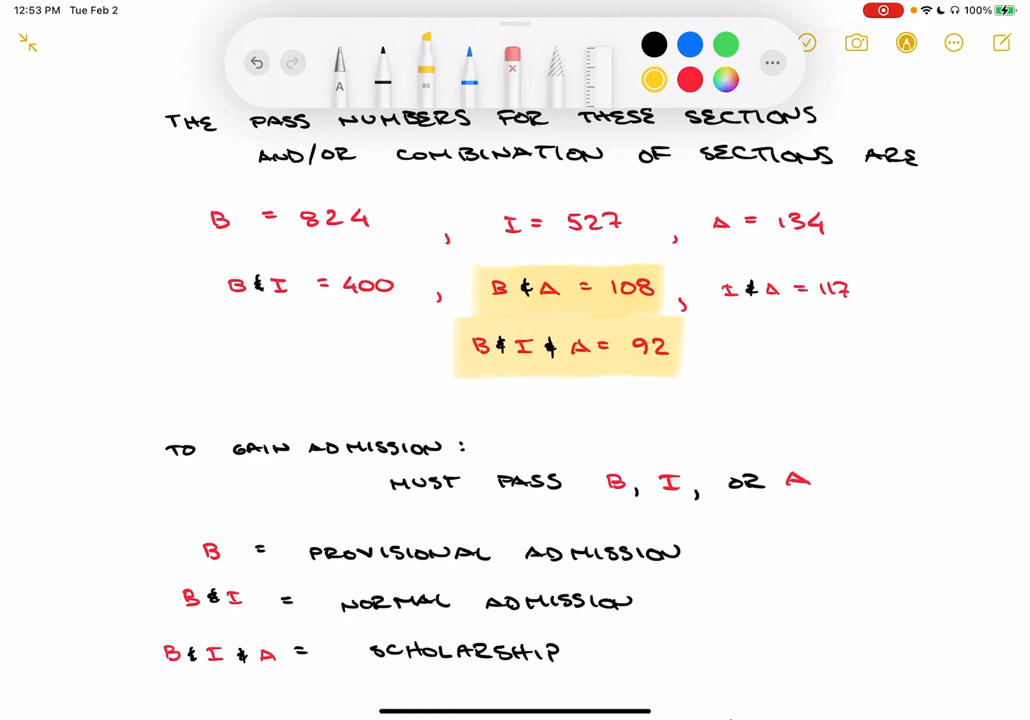 12:53 PM Tue Feb 2 100%
A 80
THE PASS NUMBERS FOR THESE SECTIONS
AND/OR COMBINATION OF SECTIONS ARE
B = 824 , I = 527 , A = 134
B & I = 400 , B & A = 108 , I & A = 117
B & I & A = 92
TO GAIN ADMISSION :
MUST PASS B, I, OR A
B = PROVISIONAL ADMISSION
B & I = NORMAL ADMISSION
B & I & A = SCHOLARSHIP